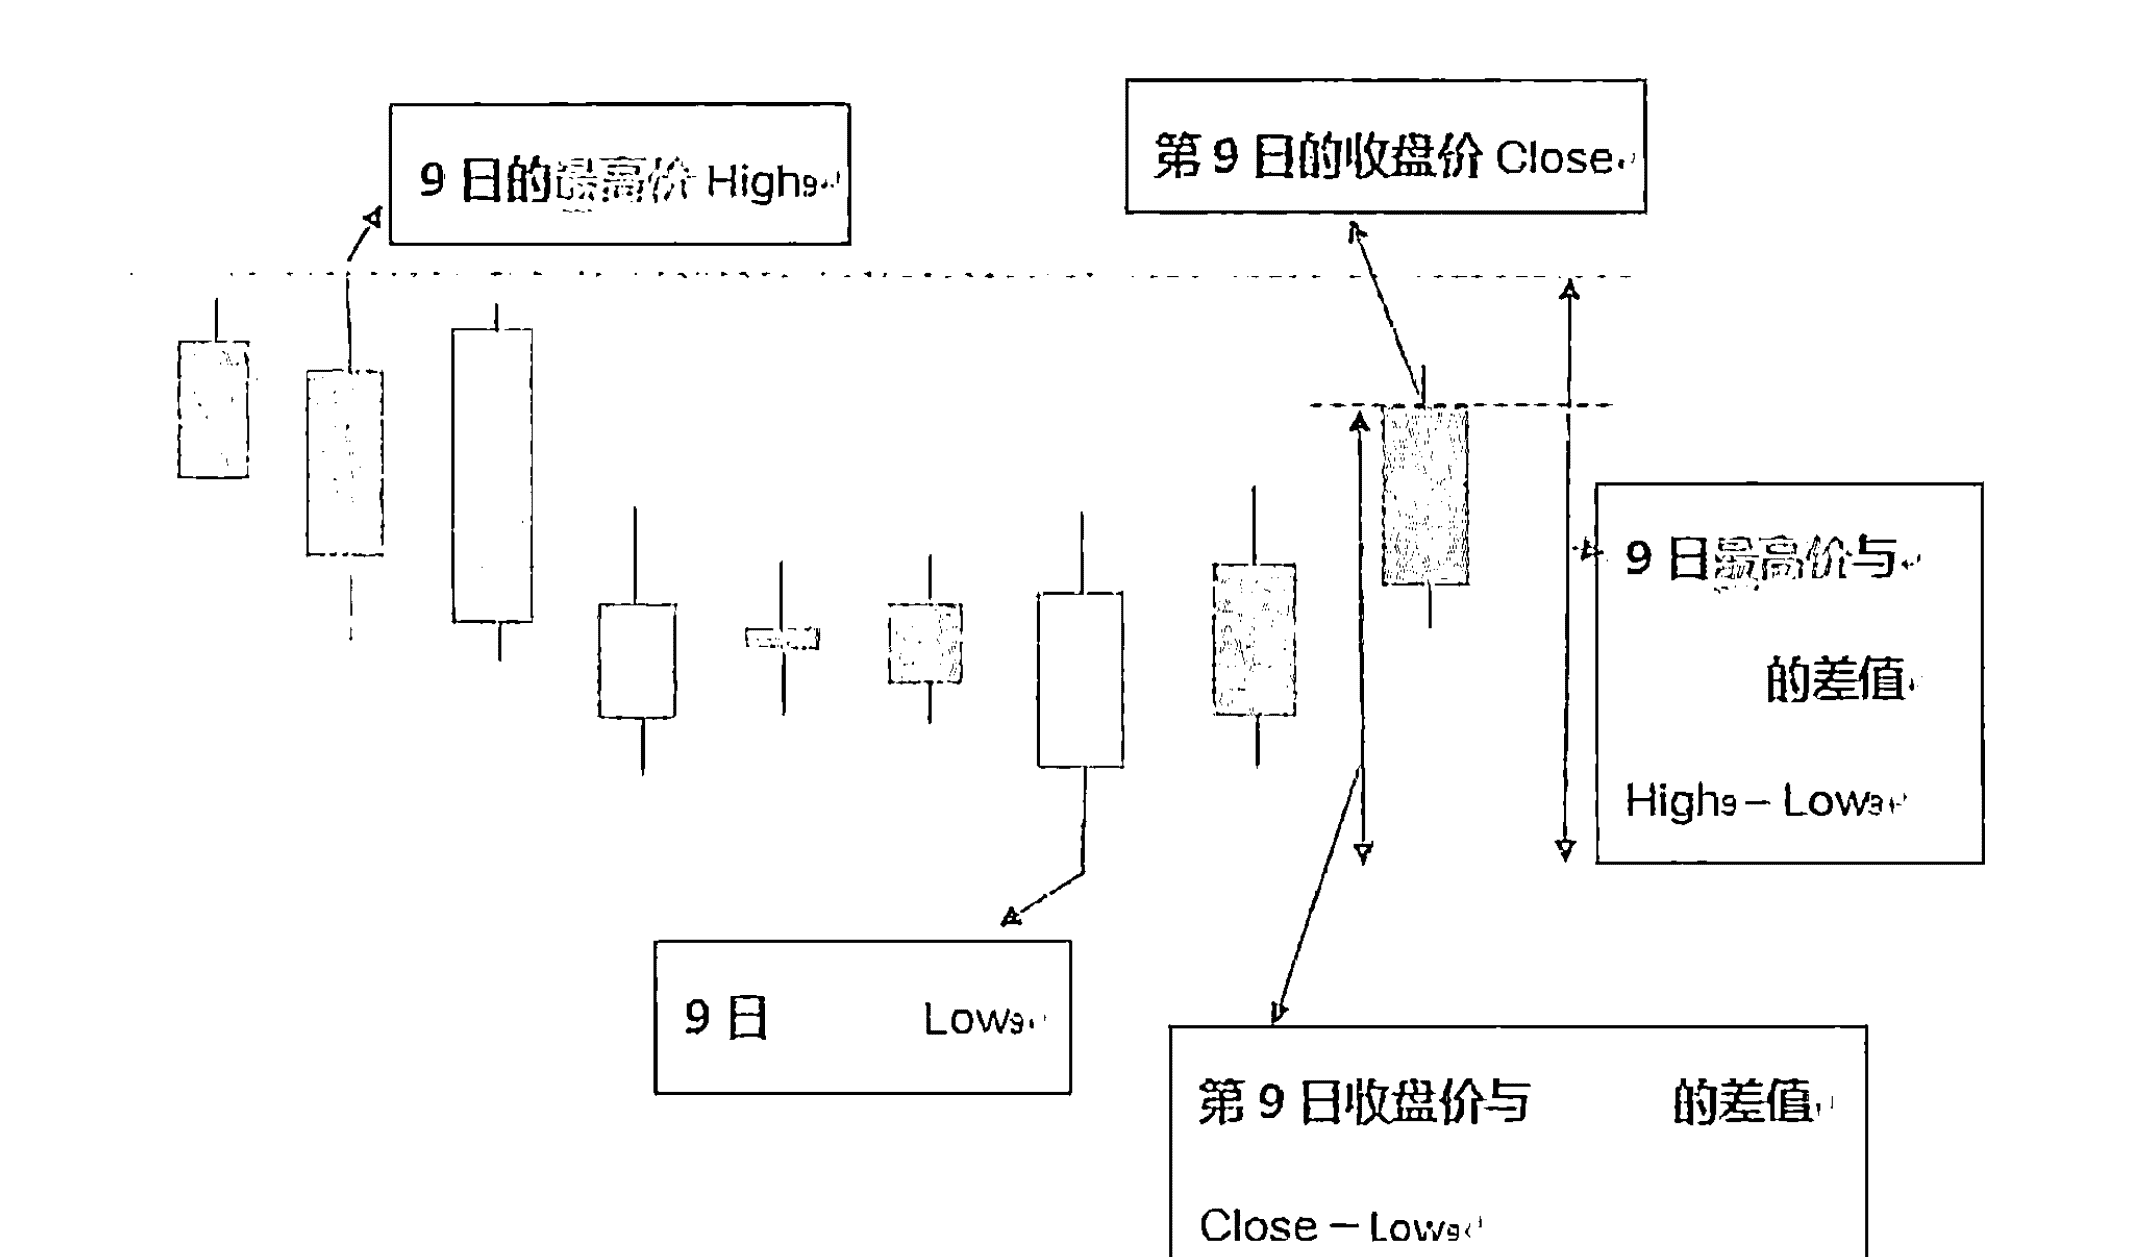 9 日的最高价 High9
第 9 日的收盘价 Close
9 日最高价与
的差值
High9 – Low9
9 日 Low9
第 9 日收盘价与 的差值
Close – Low9